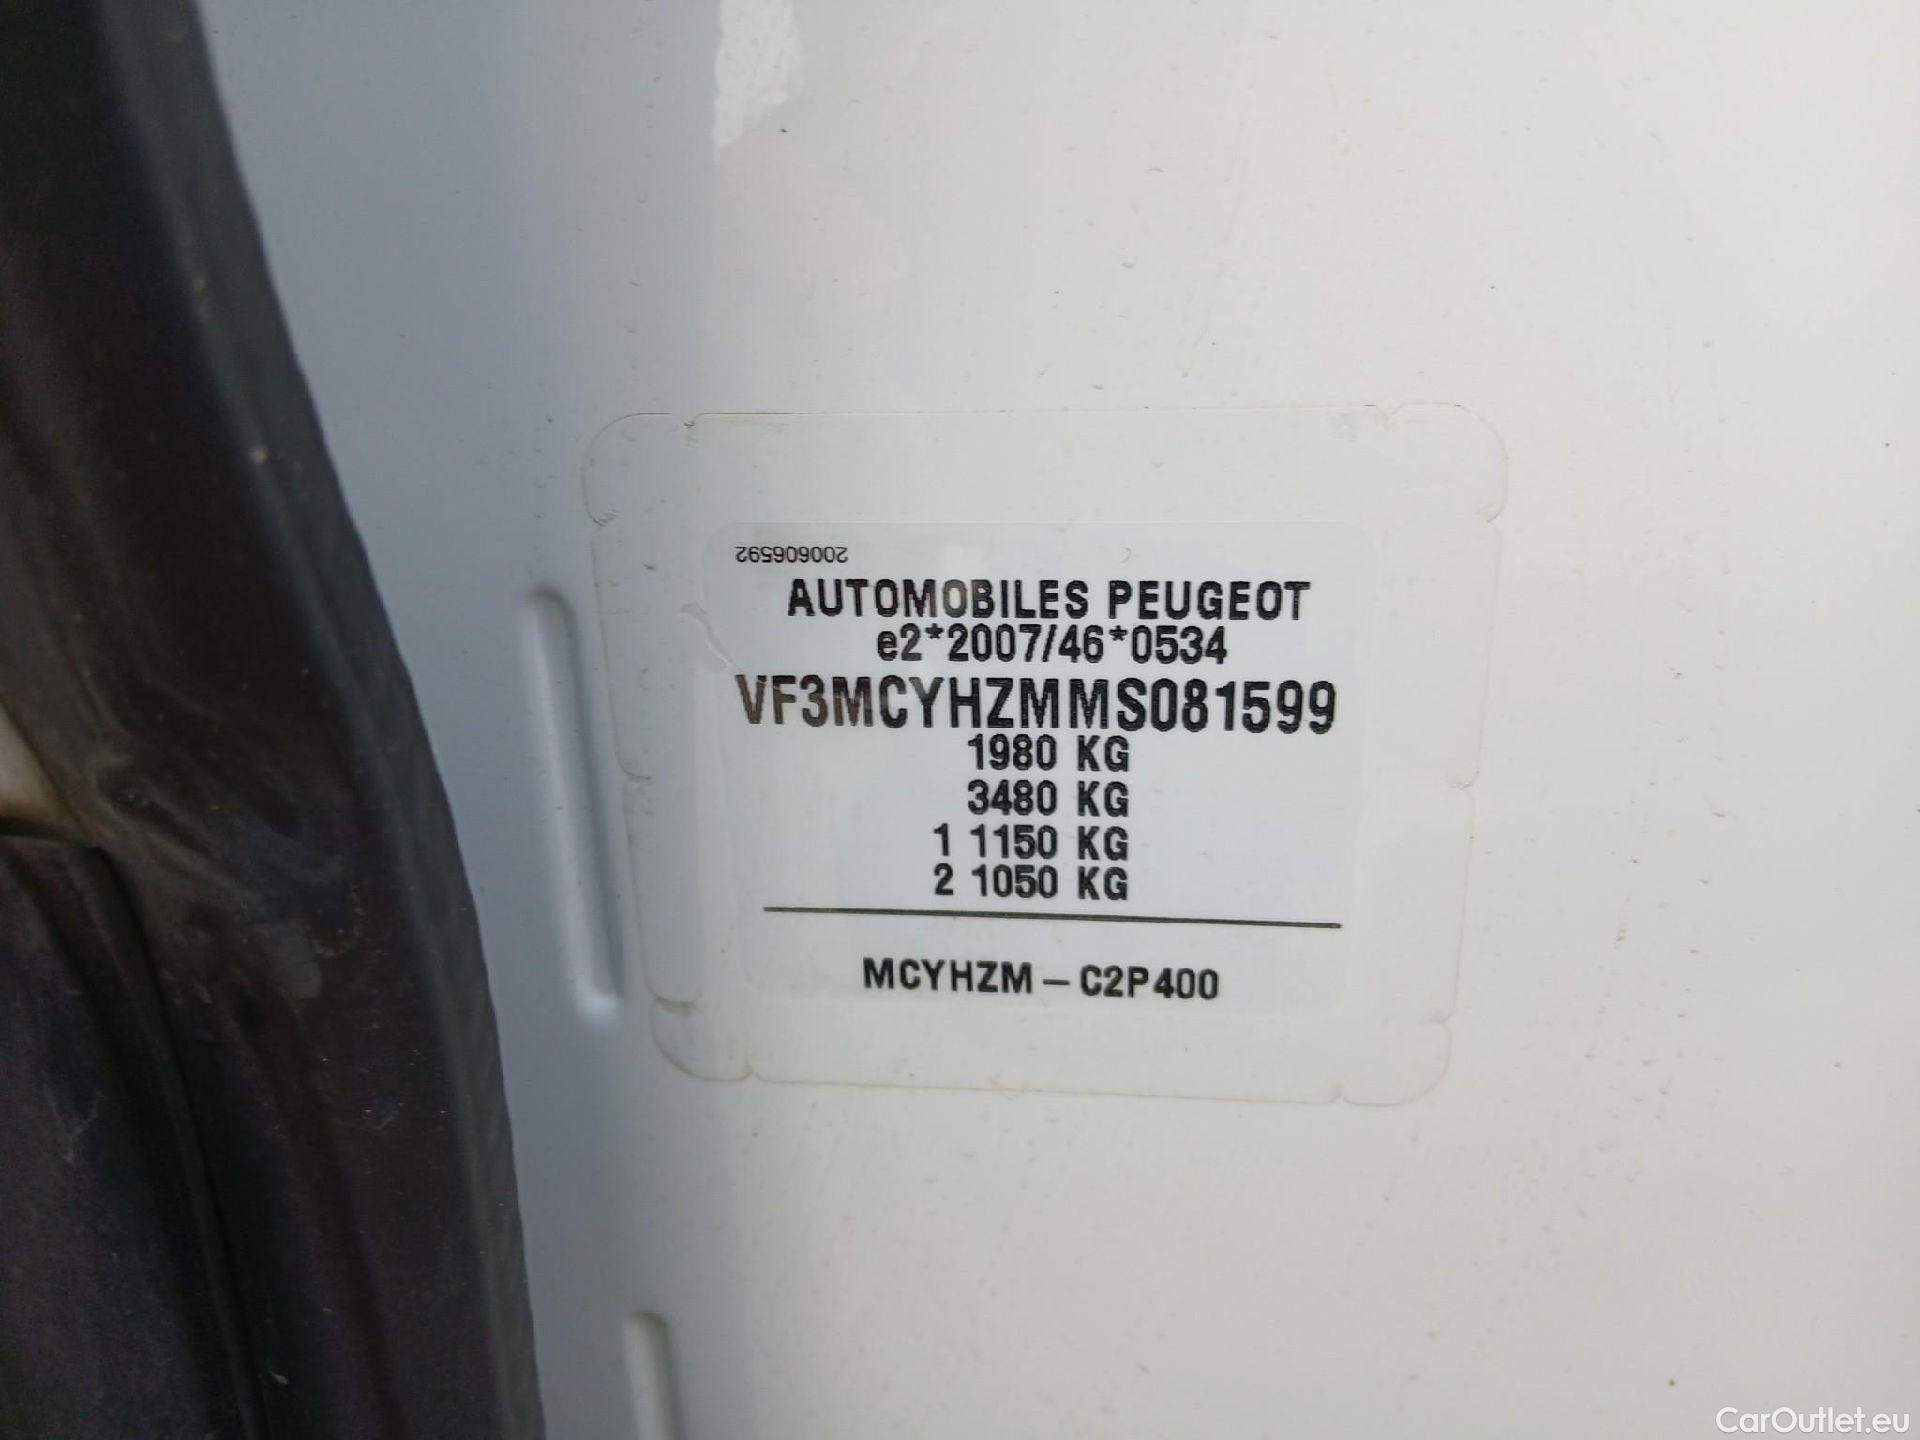 200606592
AUTOMOBILES PEUGEOT
e2*2007/46*0534
VF3MCYHZMMS081599
1980 KG
3480 KG
1 1150 KG
2 1050 KG
MCYHZM – C2P400
CarOutlet.eu